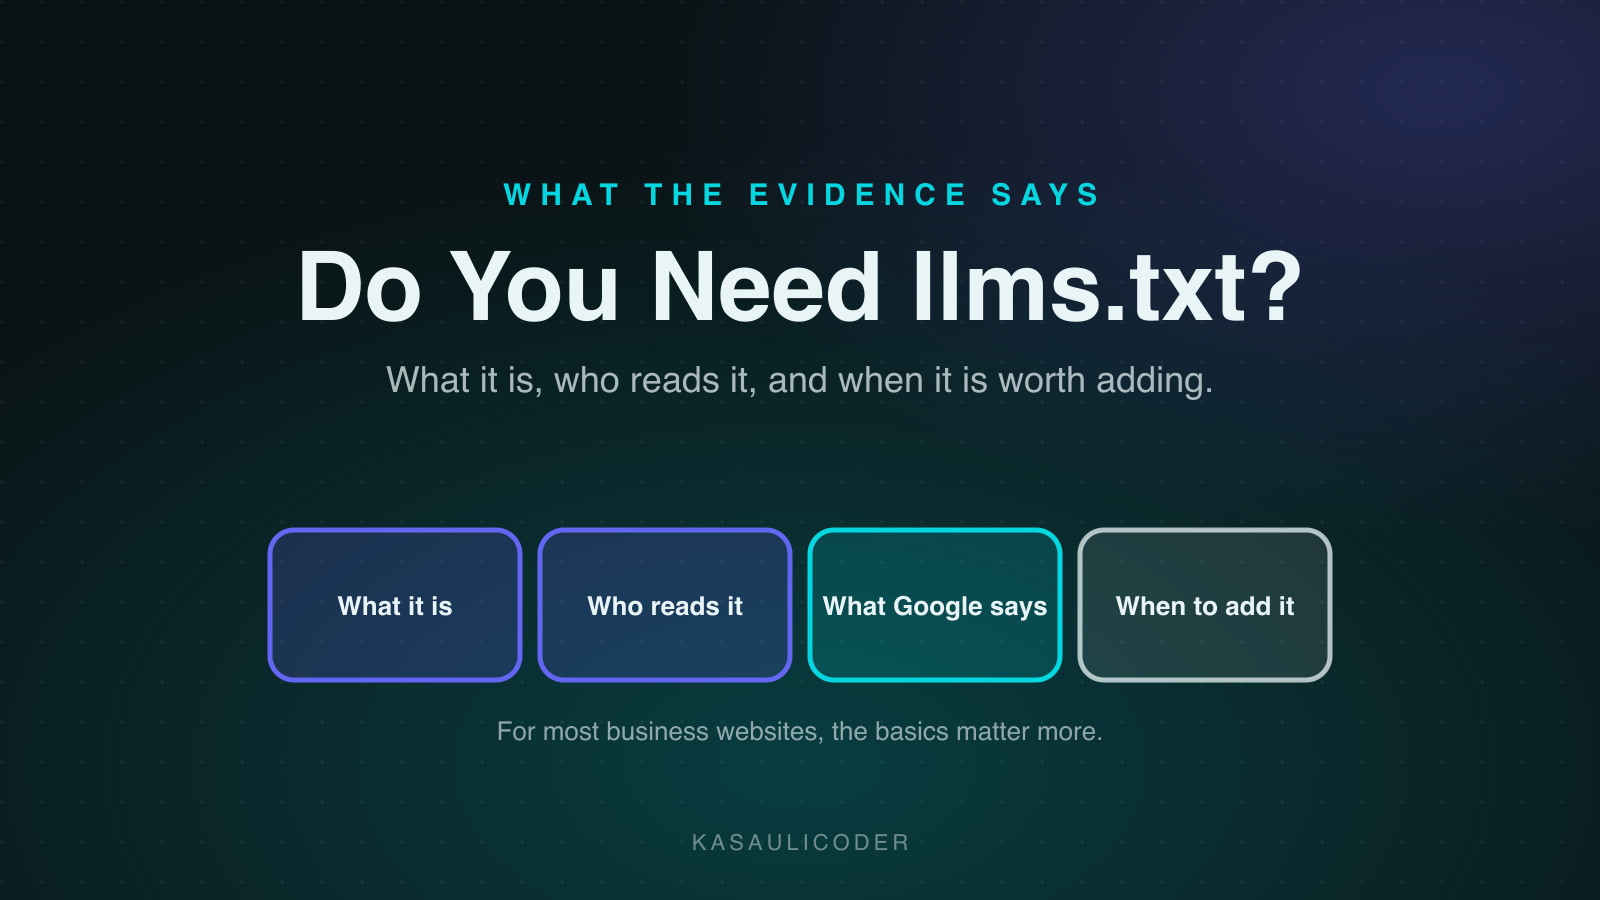 WHAT THE EVIDENCE SAYS
Do You Need llms.txt?
What it is, who reads it, and when it is worth adding.
What it is
Who reads it
What Google says
When to add it
For most business websites, the basics matter more.
KASAULICODER